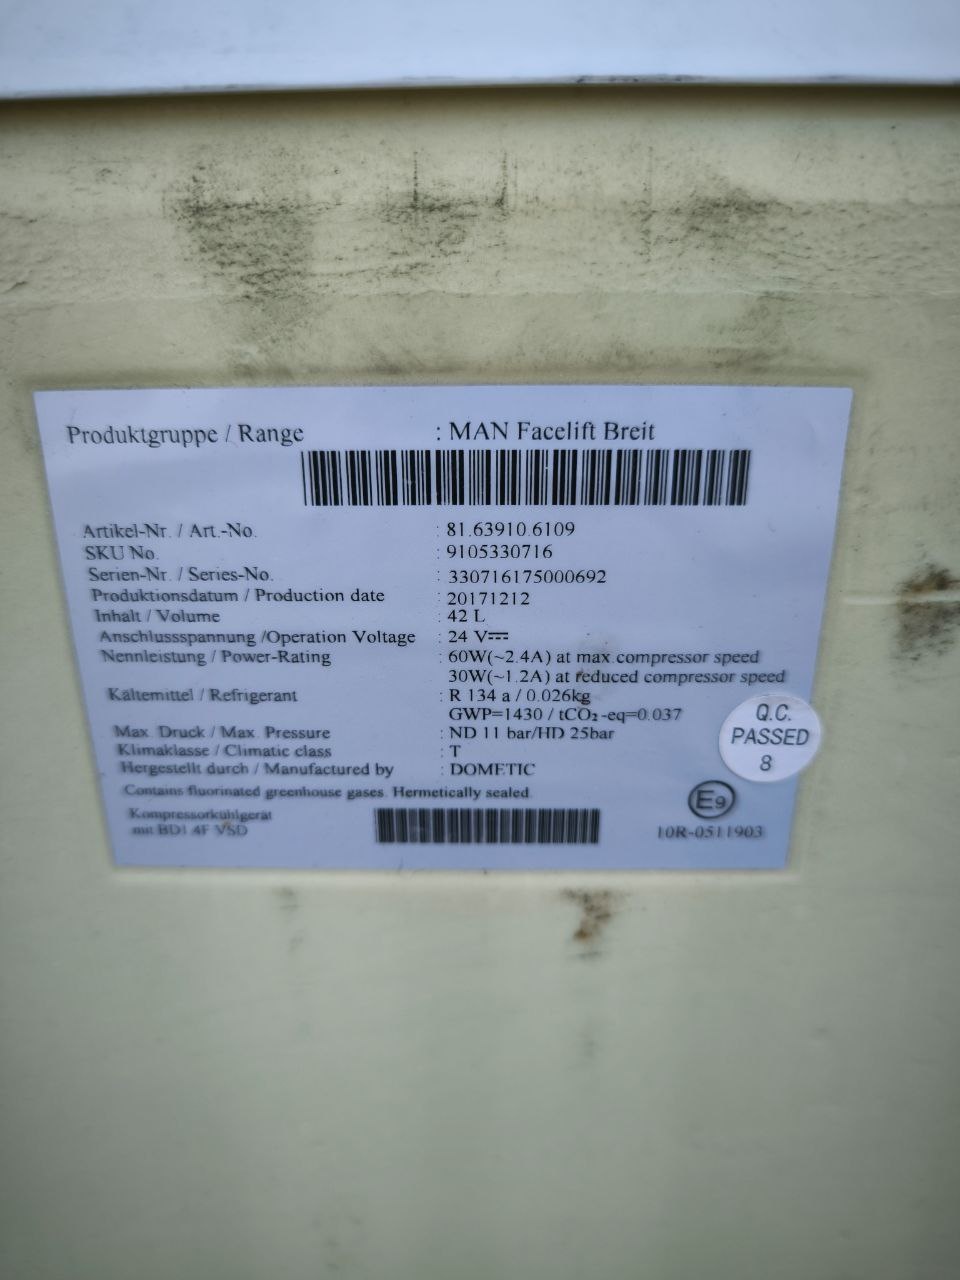 Produktgruppe / Range : MAN Facelift Breit
Artikel-Nr. / Art.-No. : 81.63910.6109
SKU No. : 9105330716
Serien-Nr. / Series-No. : 330716175000692
Produktionsdatum / Production date : 20171212
Inhalt / Volume : 42 L
Anschlussspannung /Operation Voltage : 24 V⎓
Nennleistung / Power-Rating : 60W(~2.4A) at max.compressor speed
30W(~1.2A) at reduced compressor speed
Kältemittel / Refrigerant : R 134 a / 0.026kg
GWP=1430 / tCO₂-eq=0.037
Max. Druck / Max. Pressure : ND 11 bar/HD 25bar
Klimaklasse / Climatic class : T
Hergestellt durch / Manufactured by : DOMETIC
Contains fluorinated greenhouse gases. Hermetically sealed.
Kompressorkühlgerät
mit BD1.4F VSD
Q.C.
PASSED
8
E9
10R-0511903